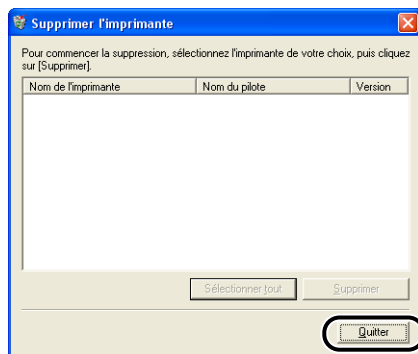 Supprimer l'imprimante
Pour commencer la suppression, sélectionnez l'imprimante de votre choix, puis cliquez
sur [Supprimer].
Nom de l'imprimante Nom du pilote Version
Sélectionner tout Supprimer
Quitter